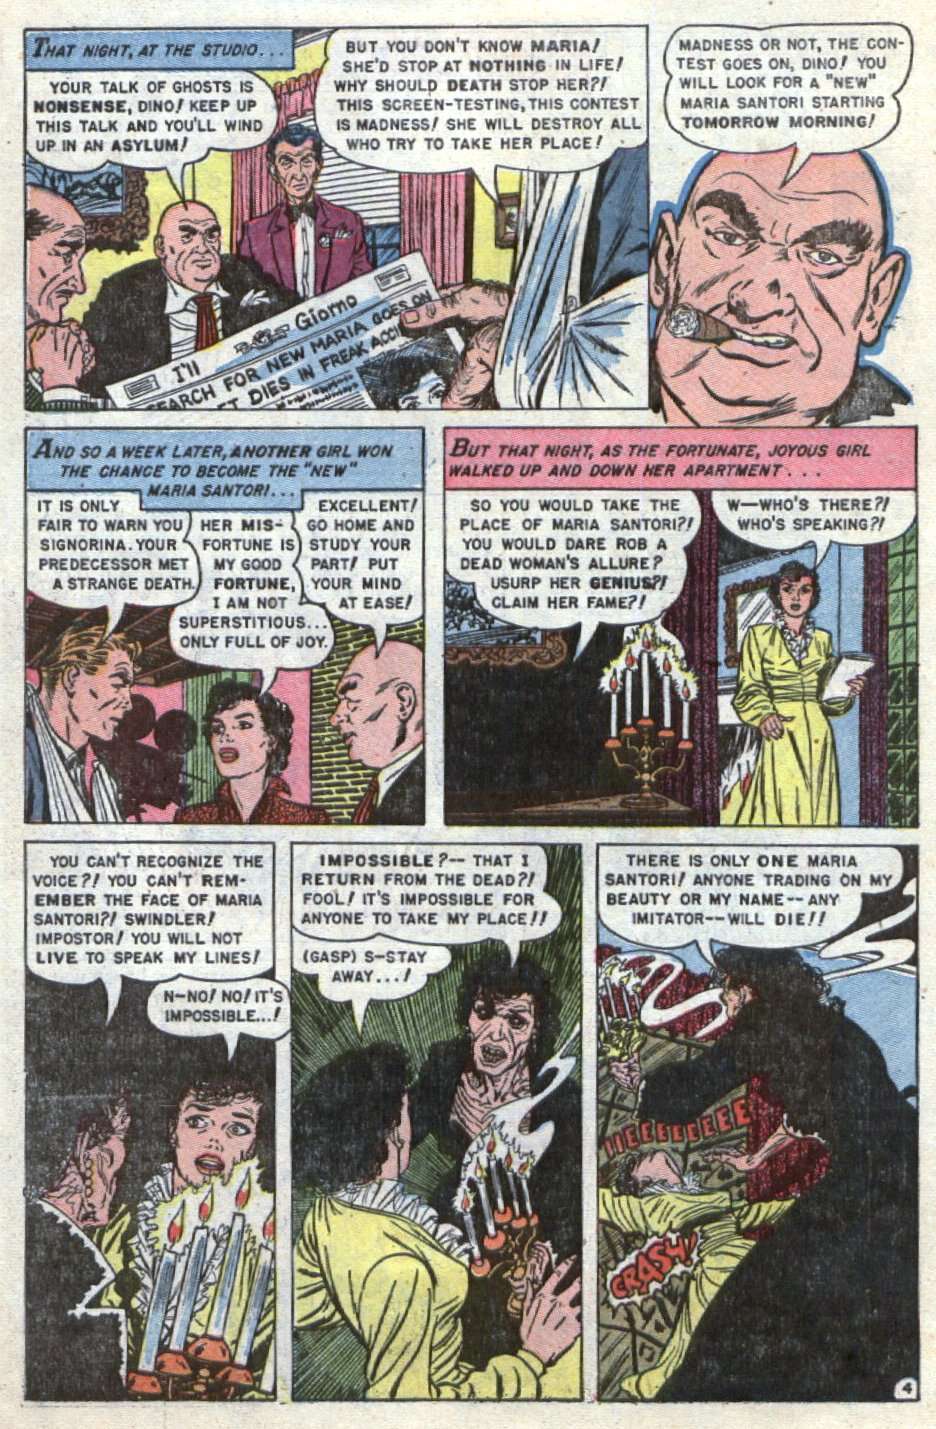 THAT NIGHT, AT THE STUDIO...
YOUR TALK OF GHOSTS IS
NONSENSE, DINO! KEEP UP
THIS TALK AND YOU'LL WIND
UP IN AN ASYLUM!
BUT YOU DON'T KNOW MARIA!
SHE'D STOP AT NOTHING IN LIFE!
WHY SHOULD DEATH STOP HER?!
THIS SCREEN-TESTING, THIS CONTEST
IS MADNESS! SHE WILL DESTROY ALL
WHO TRY TO TAKE HER PLACE!
I'll Giorno
SEARCH FOR NEW MARIA GOES ON
ET DIES IN FREAK ACCI
MADNESS OR NOT, THE CON-
TEST GOES ON, DINO! YOU
WILL LOOK FOR A "NEW"
MARIA SANTORI STARTING
TOMORROW MORNING!
AND SO A WEEK LATER, ANOTHER GIRL WON
THE CHANCE TO BECOME THE "NEW"
MARIA SANTORI...
IT IS ONLY
FAIR TO WARN YOU
SIGNORINA. YOUR
PREDECESSOR MET
A STRANGE DEATH.
HER MIS-
FORTUNE IS
MY GOOD
FORTUNE,
I AM NOT
SUPERSTITIOUS...
ONLY FULL OF JOY.
EXCELLENT!
GO HOME AND
STUDY YOUR
PART! PUT
YOUR MIND
AT EASE!
BUT THAT NIGHT, AS THE FORTUNATE, JOYOUS GIRL
WALKED UP AND DOWN HER APARTMENT...
SO YOU WOULD TAKE THE
PLACE OF MARIA SANTORI?!
YOU WOULD DARE ROB A
DEAD WOMAN'S ALLURE?
USURP HER GENIUS?!
CLAIM HER FAME?!
W--WHO'S THERE?!
WHO'S SPEAKING?!
YOU CAN'T RECOGNIZE THE
VOICE?! YOU CAN'T REM-
EMBER THE FACE OF MARIA
SANTORI?! SWINDLER!
IMPOSTOR! YOU WILL NOT
LIVE TO SPEAK MY LINES!
N-NO! NO! IT'S
IMPOSSIBLE...!
IMPOSSIBLE?-- THAT I
RETURN FROM THE DEAD?!
FOOL! IT'S IMPOSSIBLE FOR
ANYONE TO TAKE MY PLACE!!
(GASP) S-STAY
AWAY...!
THERE IS ONLY ONE MARIA
SANTORI! ANYONE TRADING ON MY
BEAUTY OR MY NAME-- ANY
IMITATOR-- WILL DIE!!
HEEEEEEEE
CRASH!
4